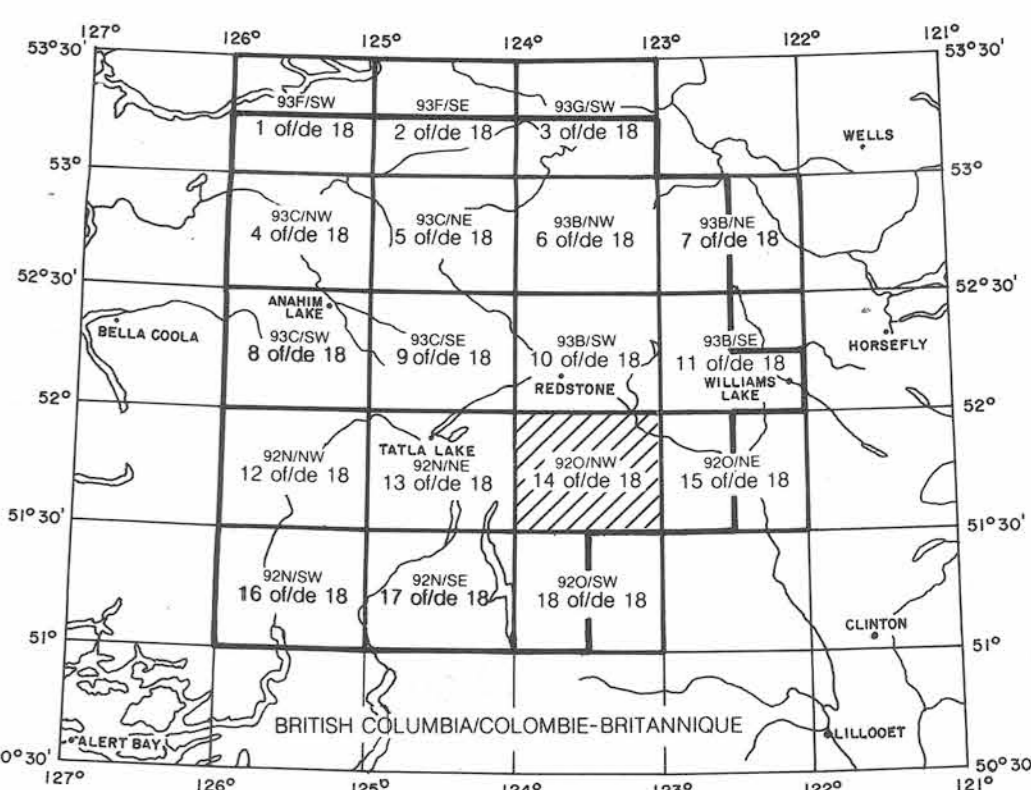 127° 126° 125° 124° 123° 122° 121°
53°30' 53°30'
93F/SW 93F/SE 93G/SW
1 of/de 18 2 of/de 18 3 of/de 18
WELLS
53° 53°
93C/NW 93C/NE 93B/NW 93B/NE
4 of/de 18 5 of/de 18 6 of/de 18 7 of/de 18
52°30' 52°30'
ANAHIM
LAKE
BELLA COOLA
93C/SW 93C/SE 93B/SW 93B/SE
8 of/de 18 9 of/de 18 10 of/de 18 11 of/de 18
HORSEFLY
REDSTONE
WILLIAMS
LAKE
52° 52°
TATLA LAKE
92N/NW 92N/NE 92O/NW 92O/NE
12 of/de 18 13 of/de 18 14 of/de 18 15 of/de 18
51°30' 51°30'
92N/SW 92N/SE 92O/SW
16 of/de 18 17 of/de 18 18 of/de 18
CLINTON
51° 51°
BRITISH COLUMBIA/COLOMBIE-BRITANNIQUE
ALERT BAY
LILLOOET
0°30' 50°30'
127° 126° 125° 124° 123° 122° 121°